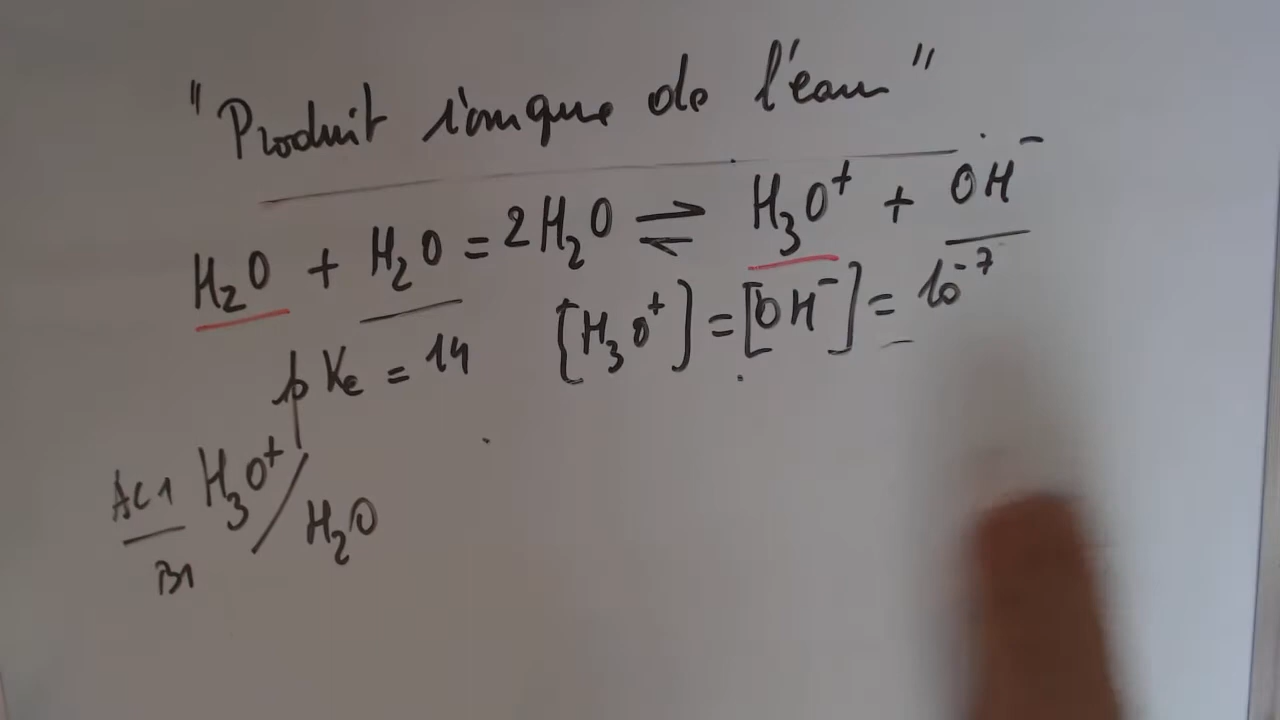 "Produit ionique de l'eau"
H₂O + H₂O = 2H₂O ⇌ H₃O⁺ + OH⁻
pKe = 14 [H₃O⁺] = [OH⁻] = 10⁻⁷
AC1 H₃O⁺ / H₂O
B1